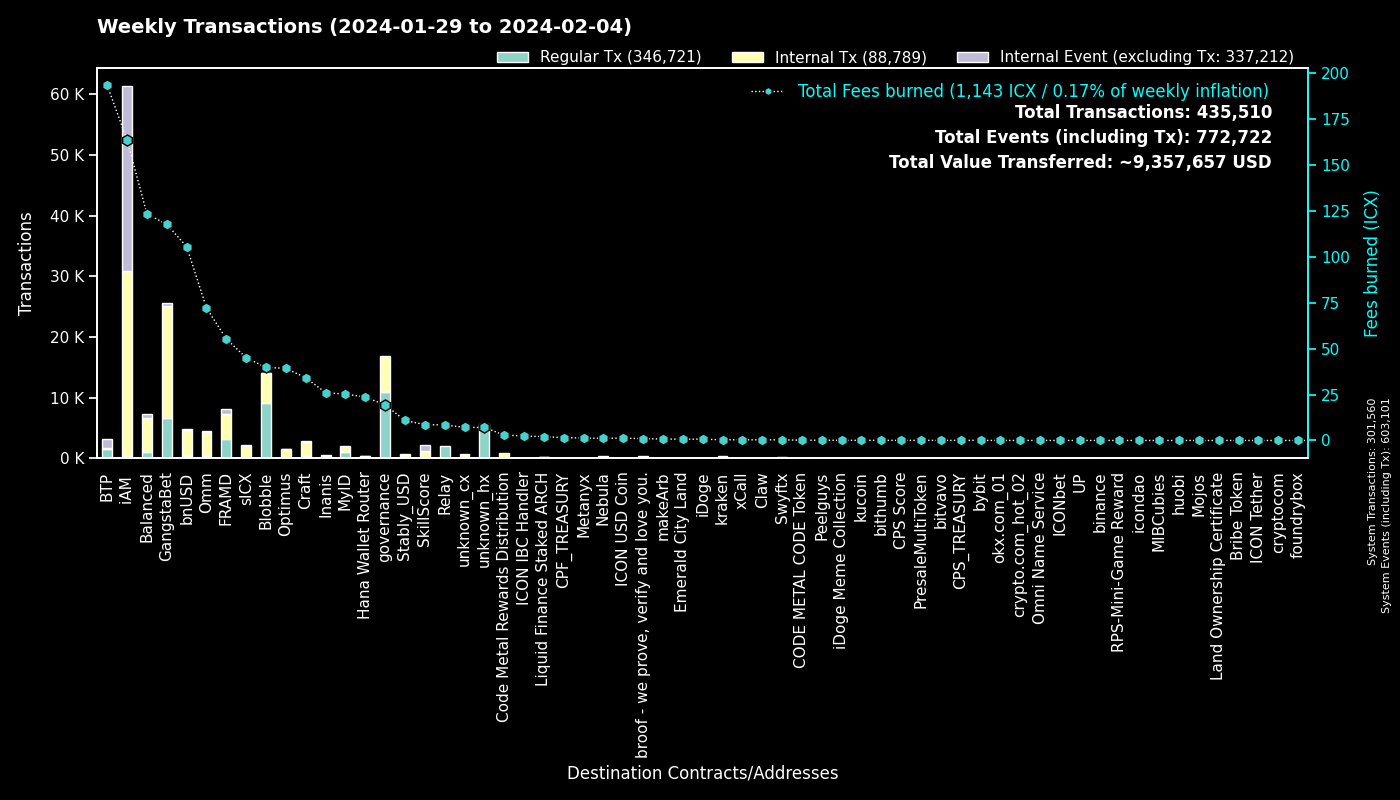 Weekly Transactions (2024-01-29 to 2024-02-04)
Regular Tx (346,721)
Internal Tx (88,789)
Internal Event (excluding Tx: 337,212)
Total Fees burned (1,143 ICX / 0.17% of weekly inflation)
Total Transactions: 435,510
Total Events (including Tx): 772,722
Total Value Transferred: ~9,357,657 USD
Transactions
60 K
50 K
40 K
30 K
20 K
10 K
0 K
200
175
150
125
100
75
50
25
0
Fees burned (ICX)
BTP
iAM
Balanced
GangstaBet
bnUSD
Omm
FRAMD
sICX
Blobble
Optimus
Craft
Inanis
MyID
Hana Wallet Router
governance
Stably_USD
SkillScore
Relay
unknown_cx
unknown_hx
Code Metal Rewards Distribution
ICON IBC Handler
Liquid Finance Staked ARCH
CPF_TREASURY
Metanyx
Nebula
ICON USD Coin
broof - we prove, verify and love you.
makeArb
Emerald City Land
iDoge
kraken
xCall
Claw
Swyftx
CODE METAL CODE Token
Peelguys
iDoge Meme Collection
kucoin
bithumb
CPS Score
PresaleMultiToken
bitvavo
CPS_TREASURY
bybit
okx.com_01
crypto.com_hot_02
Omni Name Service
ICONbet
UP
binance
RPS-Mini-Game Reward
icondao
MIBCubies
huobi
Mojos
Land Ownership Certificate
Bribe Token
ICON Tether
cryptocom
foundrybox
Destination Contracts/Addresses
System Transactions: 301,560
System Events (including Tx): 603,101